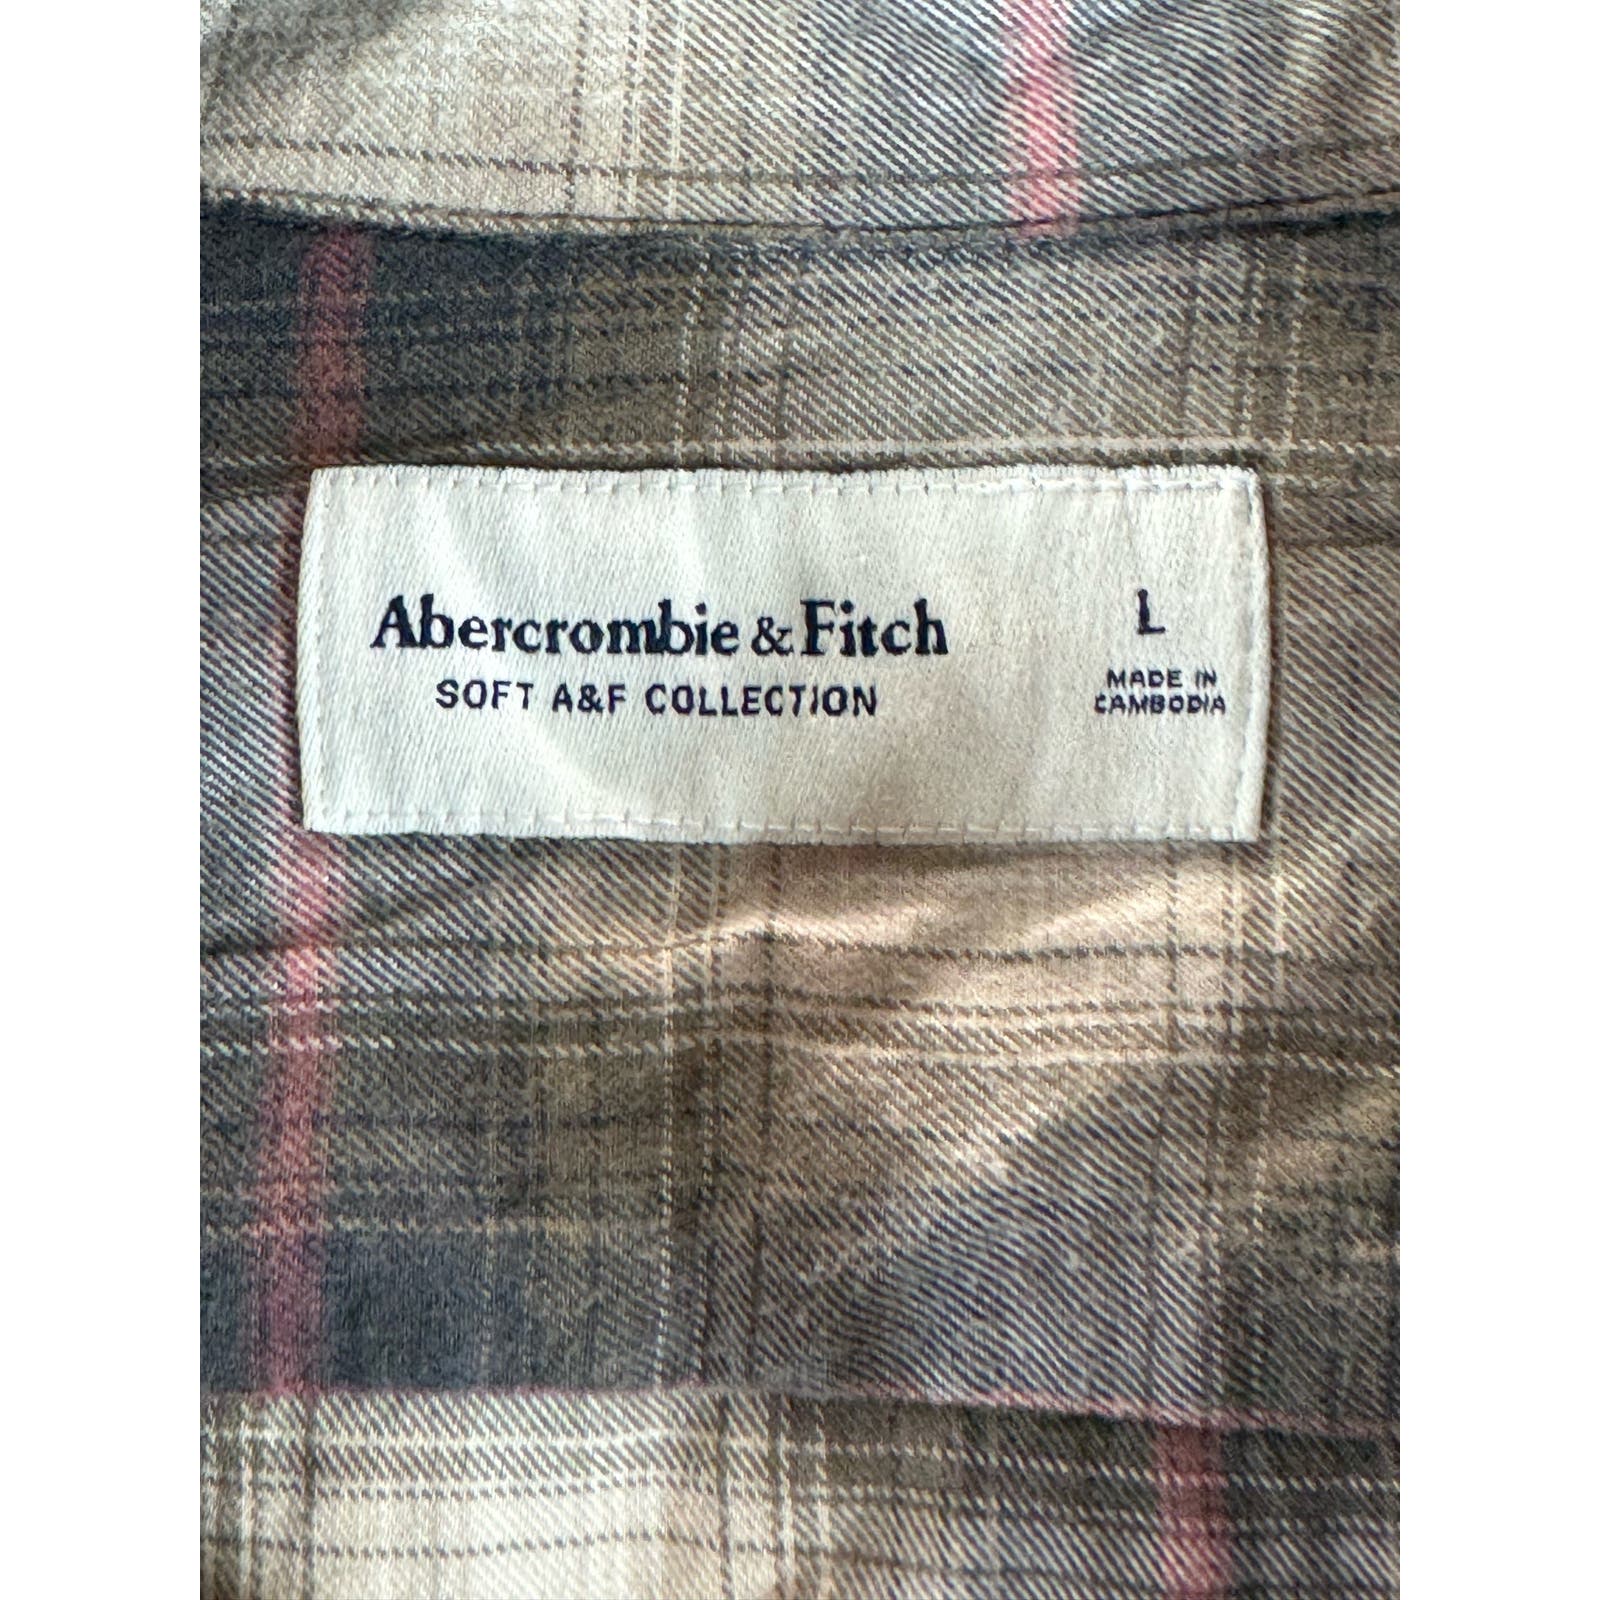 Abercrombie & Fitch
SOFT A&F COLLECTION
L
MADE IN
CAMBODIA